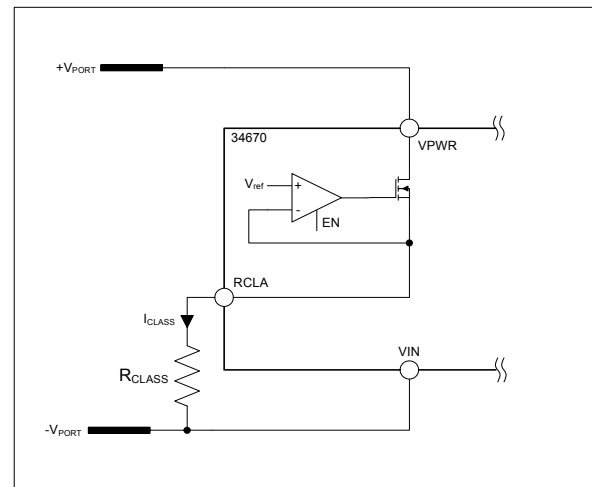 +VPORT
34670
VPWR
Vref
+
-
EN
RCLA
ICLASS
VIN
RCLASS
-VPORT